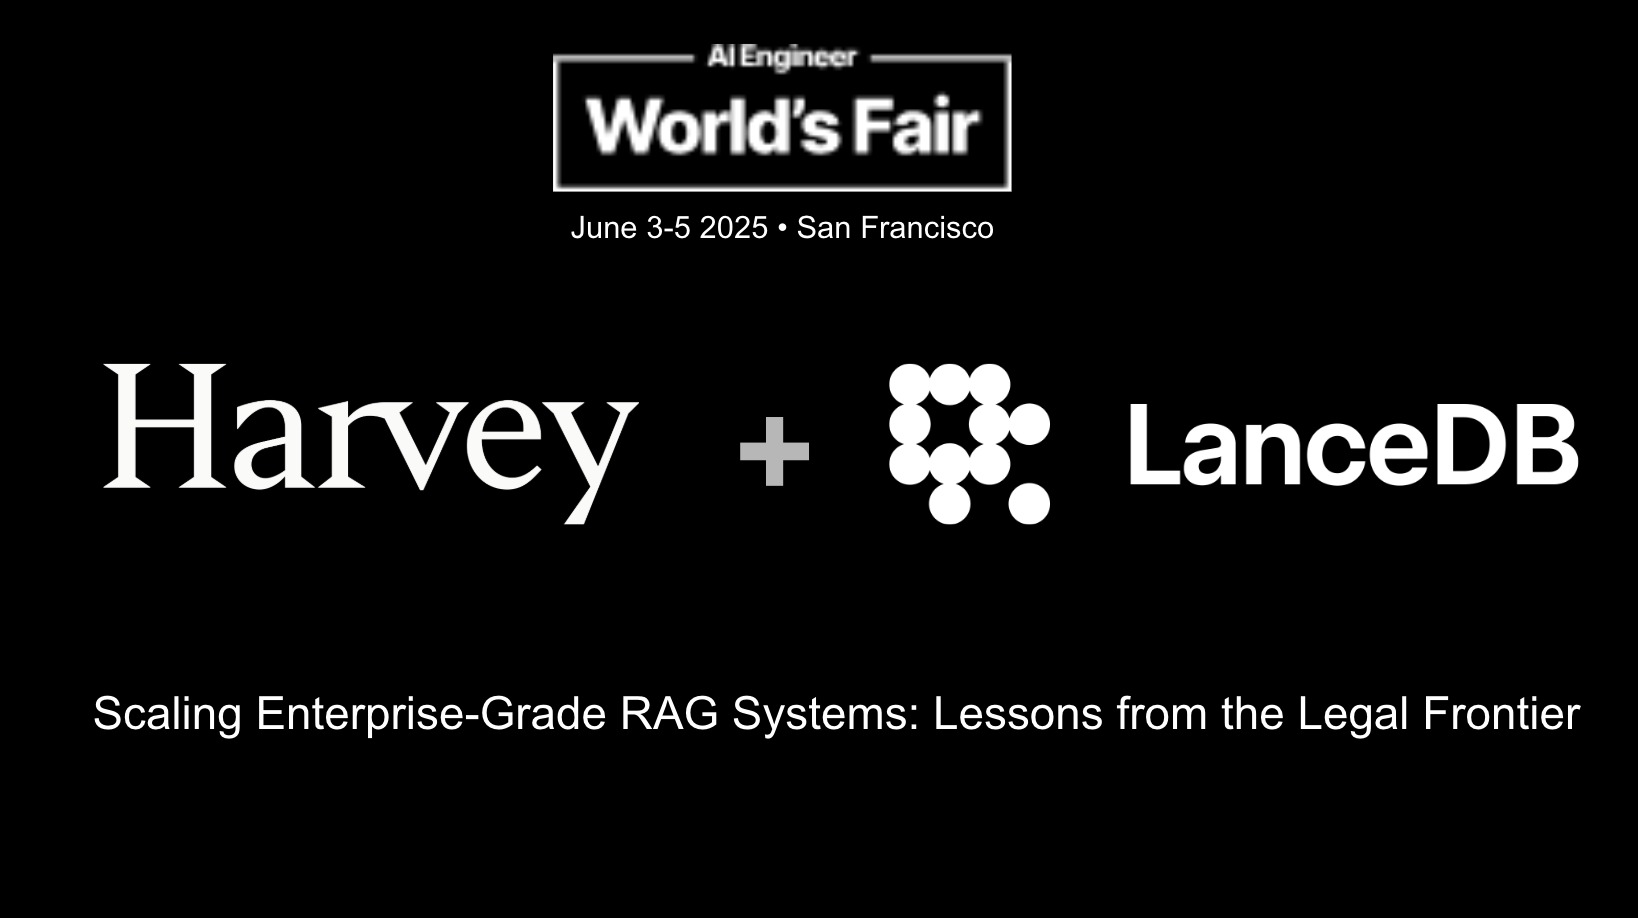 AI Engineer
World's Fair
June 3-5 2025 • San Francisco
Harvey + LanceDB
Scaling Enterprise-Grade RAG Systems: Lessons from the Legal Frontier